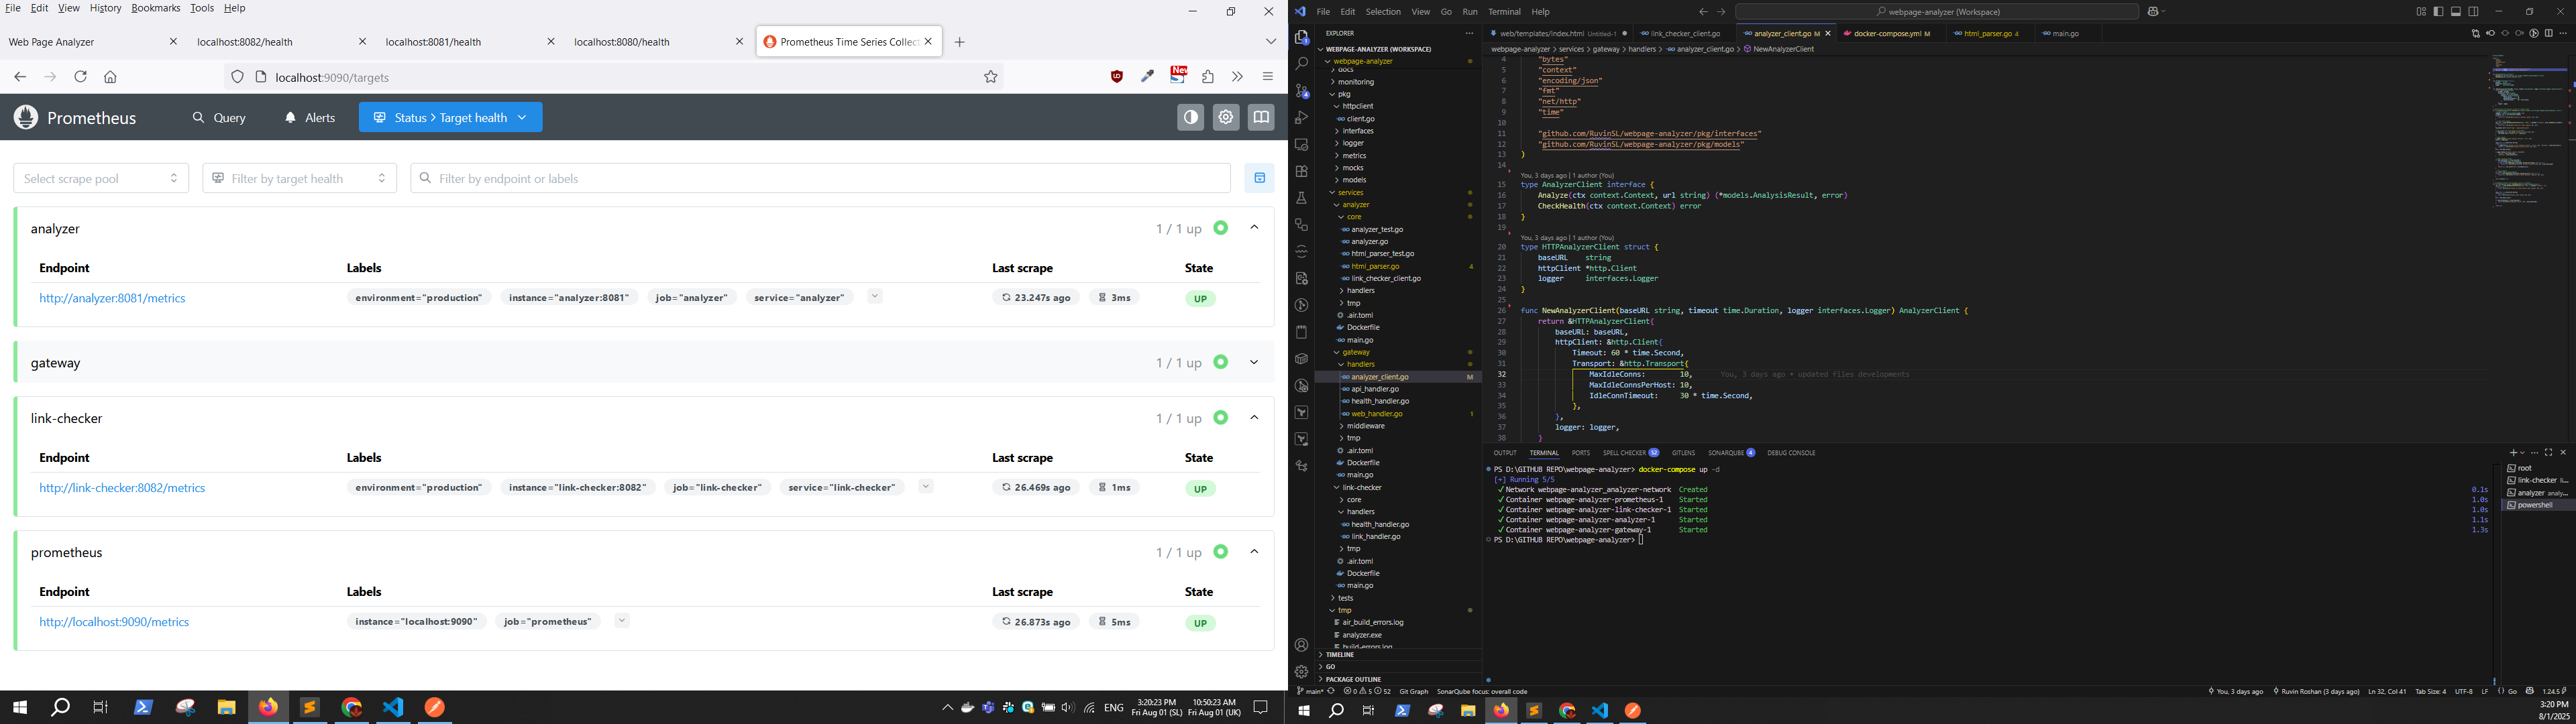 File Edit View History Bookmarks Tools Help
Web Page Analyzer
localhost:8082/health
localhost:8081/health
localhost:8080/health
Prometheus Time Series Collect
localhost:9090/targets
New
Prometheus
Query
Alerts
Status > Target health
Select scrape pool
Filter by target health
Filter by endpoint or labels
analyzer
1 / 1 up
Endpoint Labels Last scrape State
http://analyzer:8081/metrics environment="production" instance="analyzer:8081" job="analyzer" service="analyzer" 23.247s ago 3ms UP
gateway
1 / 1 up
link-checker
1 / 1 up
Endpoint Labels Last scrape State
http://link-checker:8082/metrics environment="production" instance="link-checker:8082" job="link-checker" service="link-checker" 26.469s ago 1ms UP
prometheus
1 / 1 up
Endpoint Labels Last scrape State
http://localhost:9090/metrics instance="localhost:9090" job="prometheus" 26.873s ago 5ms UP
ENG
3:20:23 PM 10:50:23 AM
Fri Aug 01 (SL) Fri Aug 01 (UK)
File Edit Selection View Go Run Terminal Help
webpage-analyzer (Workspace)
EXPLORER
WEBPAGE-ANALYZER (WORKSPACE)
webpage-analyzer
docs
monitoring
pkg
httpclient
client.go
interfaces
logger
metrics
mocks
models
services
analyzer
core
analyzer_test.go
analyzer.go
html_parser_test.go
html_parser.go 4
link_checker_client.go
handlers
tmp
.air.toml
Dockerfile
main.go
gateway
handlers
analyzer_client.go M
api_handler.go
health_handler.go
web_handler.go 1
middleware
tmp
.air.toml
Dockerfile
main.go
link-checker
core
handlers
health_handler.go
link_handler.go
tmp
.air.toml
Dockerfile
main.go
tests
tmp
air_build_errors.log
analyzer.exe
build-errors.log
TIMELINE
GO
PACKAGE OUTLINE
web/templates/index.html Untitled-1
link_checker_client.go
analyzer_client.go M
docker-compose.yml M
html_parser.go 4
main.go
webpage-analyzer > services > gateway > handlers > analyzer_client.go > NewAnalyzerClient
4 "bytes"
5 "context"
6 "encoding/json"
7 "fmt"
8 "net/http"
9 "time"
10
11 "github.com/RuvinSL/webpage-analyzer/pkg/interfaces"
12 "github.com/RuvinSL/webpage-analyzer/pkg/models"
13 )
14
You, 3 days ago | 1 author (You)
15 type AnalyzerClient interface {
16 Analyze(ctx context.Context, url string) (*models.AnalysisResult, error)
17 CheckHealth(ctx context.Context) error
18 }
19
You, 3 days ago | 1 author (You)
20 type HTTPAnalyzerClient struct {
21 baseURL string
22 httpClient *http.Client
23 logger interfaces.Logger
24 }
25
26 func NewAnalyzerClient(baseURL string, timeout time.Duration, logger interfaces.Logger) AnalyzerClient {
27 return &HTTPAnalyzerClient{
28 baseURL: baseURL,
29 httpClient: &http.Client{
30 Timeout: 60 * time.Second,
31 Transport: &http.Transport{
32 MaxIdleConns: 10, You, 3 days ago • updated files developments
33 MaxIdleConnsPerHost: 10,
34 IdleConnTimeout: 30 * time.Second,
35 },
36 },
37 logger: logger,
38 }
OUTPUT TERMINAL PORTS SPELL CHECKER 52 GITLENS SONARQUBE 4 DEBUG CONSOLE
PS D:\GITHUB REPO\webpage-analyzer> docker-compose up -d
[+] Running 5/5
✓ Network webpage-analyzer_analyzer-network Created 0.1s
✓ Container webpage-analyzer-prometheus-1 Started 1.0s
✓ Container webpage-analyzer-link-checker-1 Started 1.0s
✓ Container webpage-analyzer-analyzer-1 Started 1.1s
✓ Container webpage-analyzer-gateway-1 Started 1.3s
PS D:\GITHUB REPO\webpage-analyzer>
root
link-checker li...
analyzer analy...
powershell
main* 0 5 52 Git Graph SonarQube focus: overall code
You, 3 days ago Ruvin Roshan (3 days ago) Ln 32, Col 41 Tab Size: 4 UTF-8 LF Go 1.24.5
3:20 PM
8/1/2025